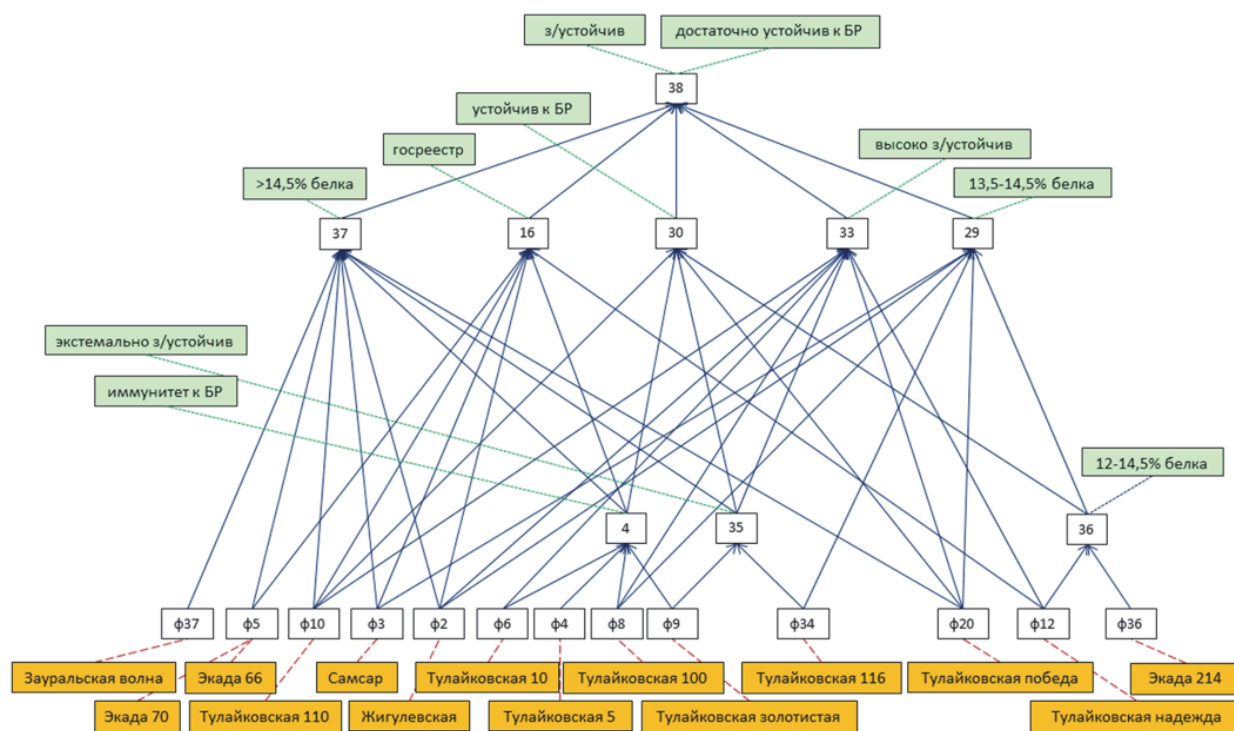 з/устойчив
достаточно устойчив к БР
38
устойчив к БР
госреестр
высоко з/устойчив
>14,5% белка
13,5-14,5% белка
37
16
30
33
29
экстемально з/устойчив
иммунитет к БР
12-14,5% белка
4
35
36
ф37
ф5
ф10
ф3
ф2
ф6
ф4
ф8
ф9
ф34
ф20
ф12
ф36
Зауральская волна
Экада 66
Самсар
Тулайковская 10
Тулайковская 100
Тулайковская 116
Тулайковская победа
Экада 214
Экада 70
Тулайковская 110
Жигулевская
Тулайковская 5
Тулайковская золотистая
Тулайковская надежда